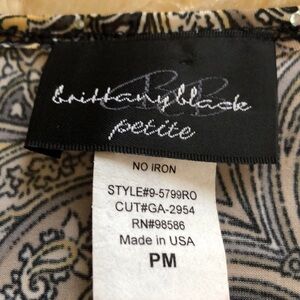 brittany black
petite
NO IRON
STYLE#9-5799RO
CUT#GA-2954
RN#98586
Made in USA
PM